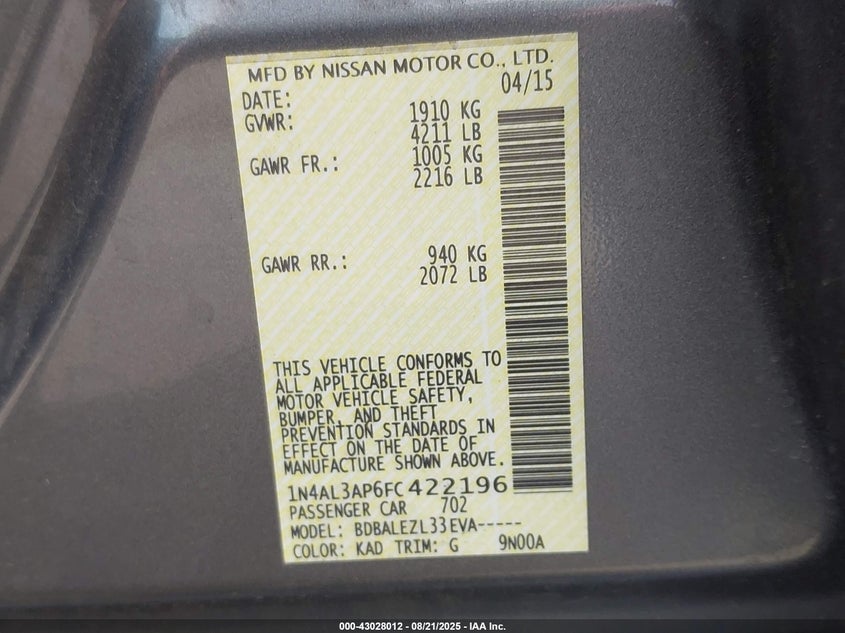 MFD BY NISSAN MOTOR CO., LTD.
DATE: 04/15
GVWR: 1910 KG
4211 LB
GAWR FR.: 1005 KG
2216 LB
GAWR RR.: 940 KG
2072 LB
THIS VEHICLE CONFORMS TO
ALL APPLICABLE FEDERAL
MOTOR VEHICLE SAFETY,
BUMPER, AND THEFT
PREVENTION STANDARDS IN
EFFECT ON THE DATE OF
MANUFACTURE SHOWN ABOVE.
1N4AL3AP6FC422196
PASSENGER CAR 702
MODEL: BDBALEZL33EVA-----
COLOR: KAD TRIM: G 9N00A
000-43028012 - 08/21/2025 - IAA Inc.